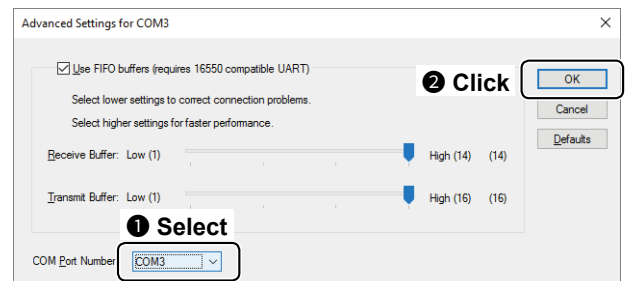 Advanced Settings for COM3
Use FIFO buffers (requires 16550 compatible UART)
❷ Click
OK
Select lower settings to correct connection problems.
Cancel
Select higher settings for faster performance.
Defaults
Receive Buffer: Low (1) High (14) (14)
Transmit Buffer: Low (1) High (16) (16)
❶ Select
COM Port Number COM3